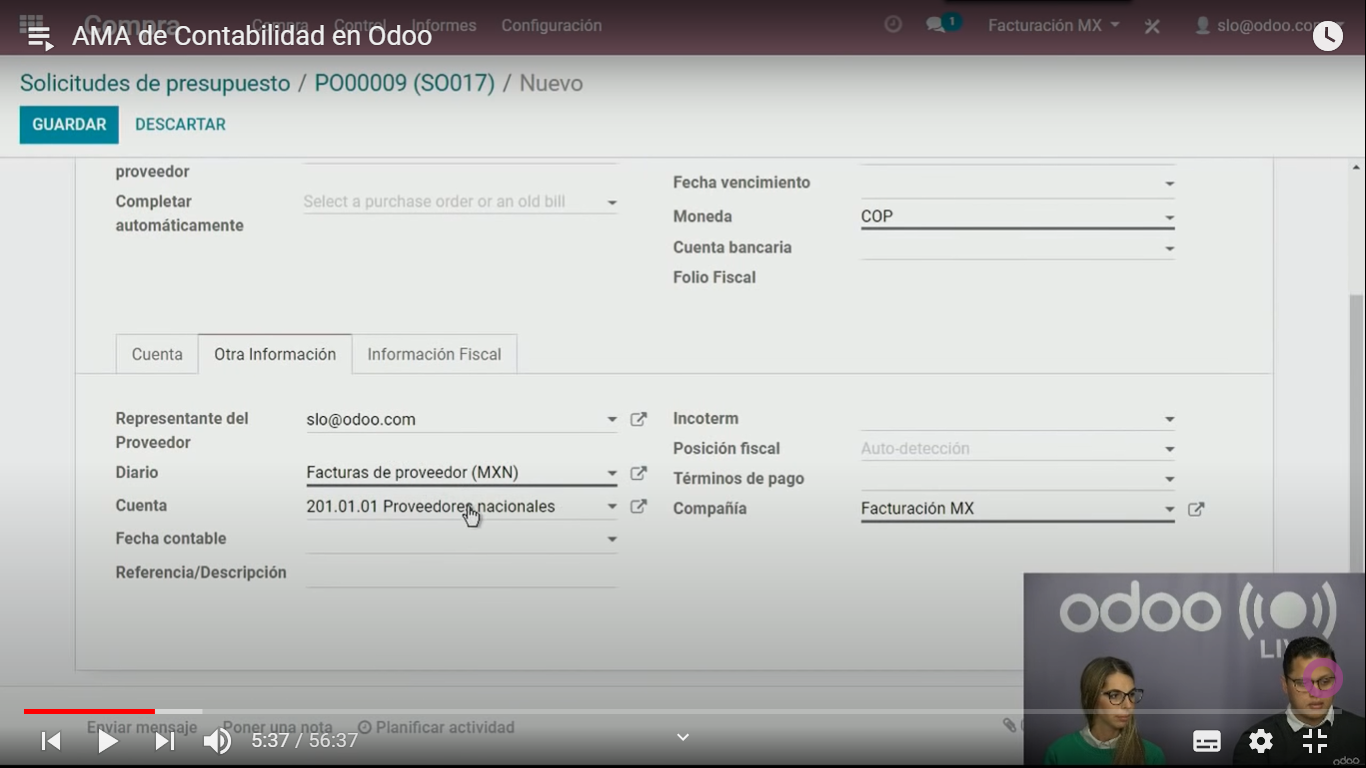 Compra Compra Control Informes Configuración 1 Facturación MX slo@odoo.co
AMA de Contabilidad en Odoo
Solicitudes de presupuesto / PO00009 (SO017) / Nuevo
GUARDAR DESCARTAR
proveedor
Completar automáticamente Select a purchase order or an old bill
Fecha vencimiento
Moneda COP
Cuenta bancaria
Folio Fiscal
Cuenta Otra Información Información Fiscal
Representante del Proveedor slo@odoo.com
Diario Facturas de proveedor (MXN)
Cuenta 201.01.01 Proveedores nacionales
Fecha contable
Referencia/Descripción
Incoterm
Posición fiscal Auto-detección
Términos de pago
Compañía Facturación MX
odoo
LIV
Enviar mensaje Poner una nota Planificar actividad
5:37 / 56:37
odoo